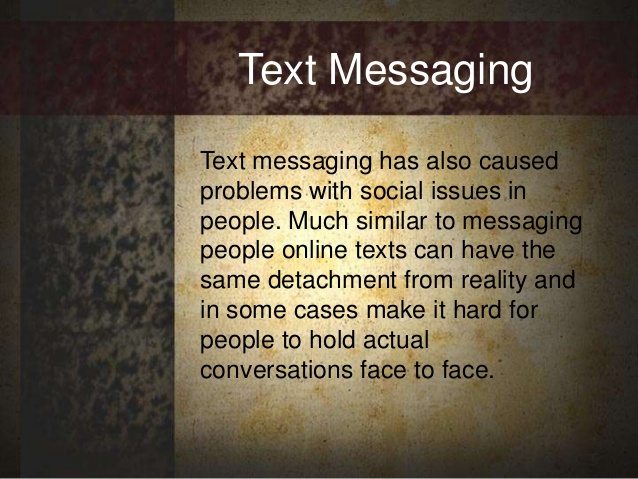 Text Messaging
Text messaging has also caused
problems with social issues in
people. Much similar to messaging
people online texts can have the
same detachment from reality and
in some cases make it hard for
people to hold actual
conversations face to face.